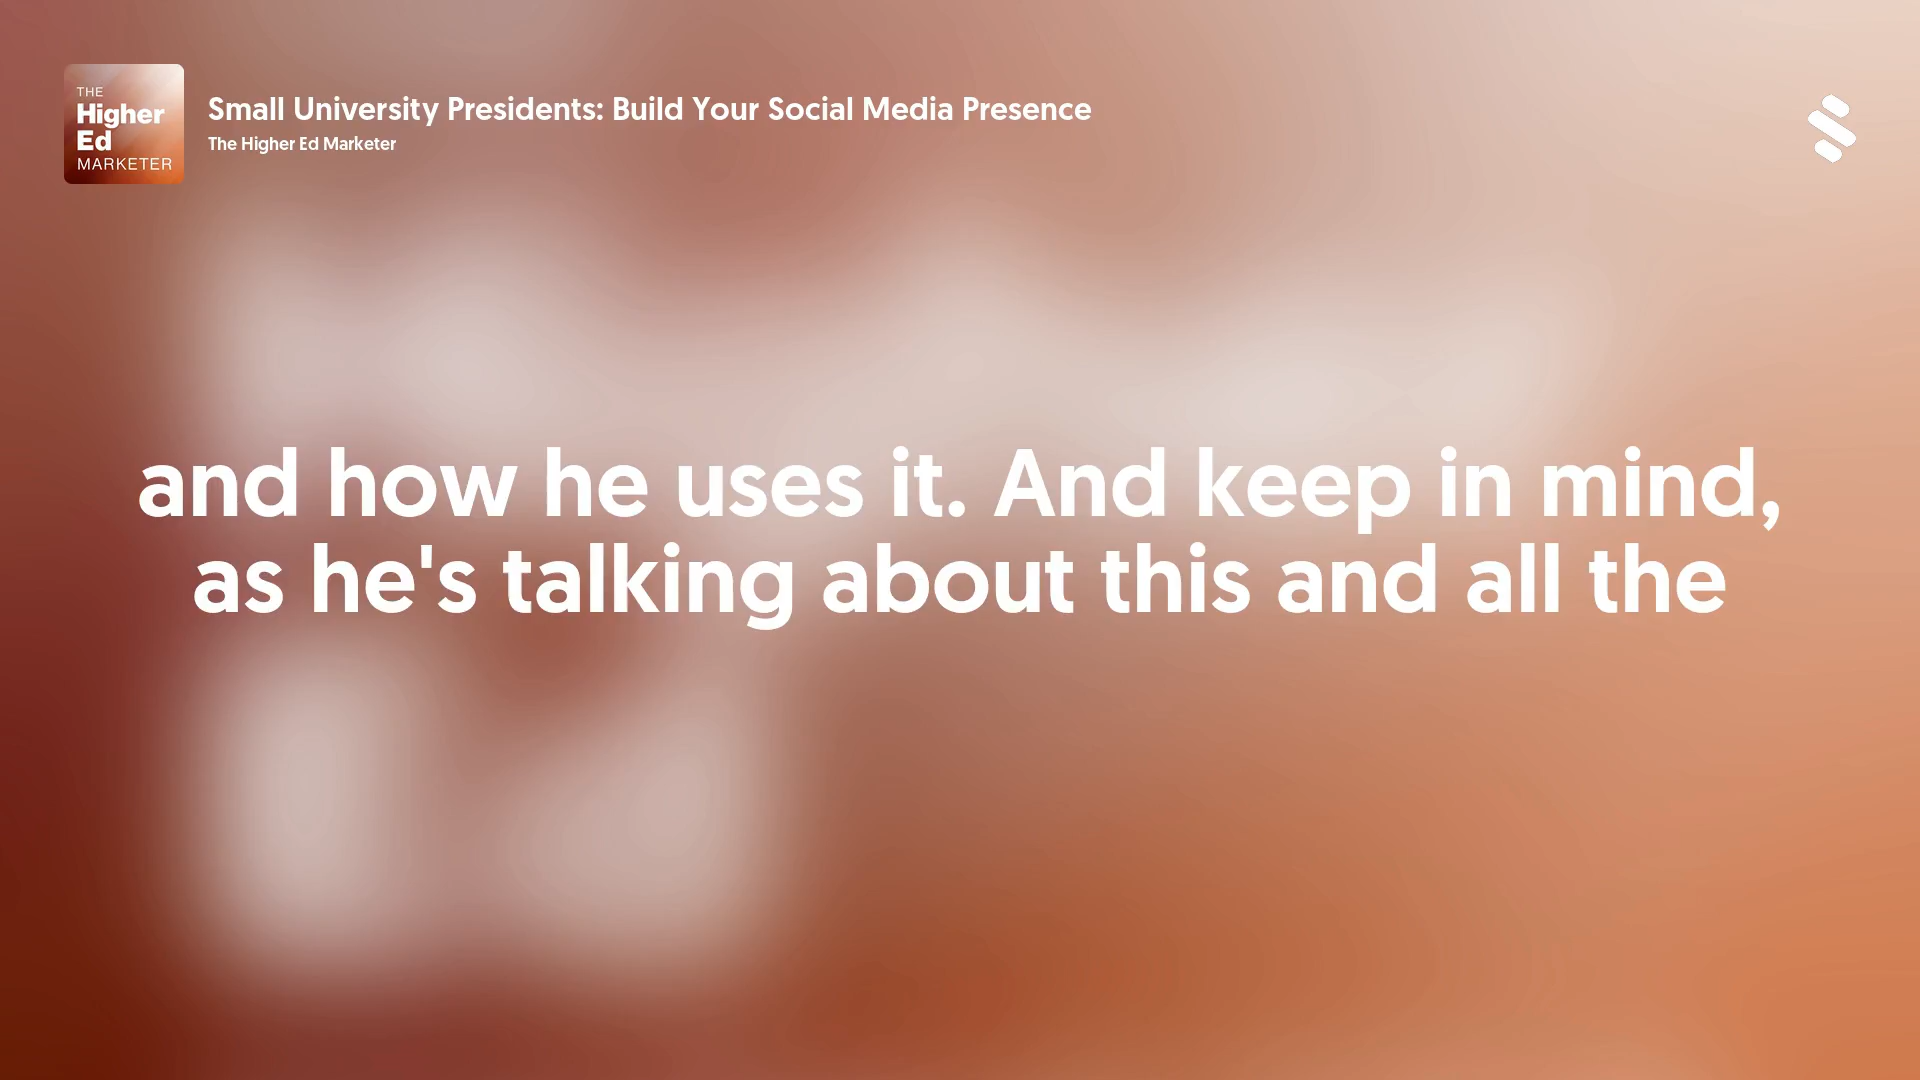 THE
Higher
Ed
MARKETER
Small University Presidents: Build Your Social Media Presence
The Higher Ed Marketer
and how he uses it. And keep in mind,
as he's talking about this and all the